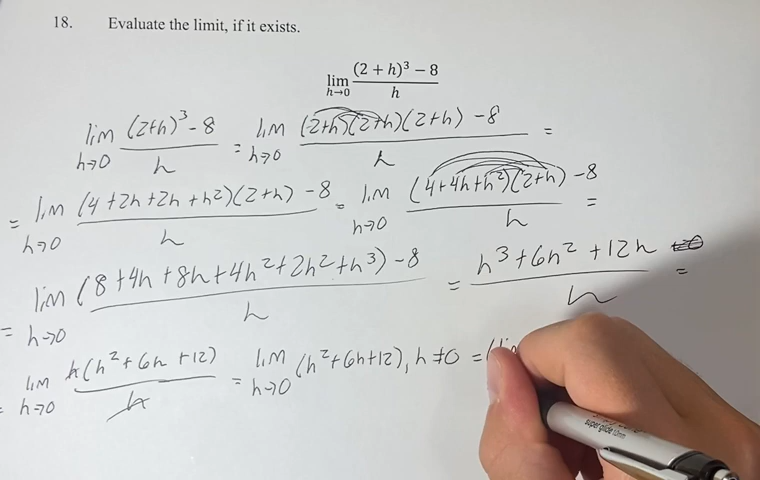 18. Evaluate the limit, if it exists.
lim h→0 ((2 + h)³ − 8)/h
lim h→0 ((2+h)³ - 8)/h = lim h→0 ((2+h)(2+h)(2+h) - 8)/h =
= lim h→0 ((4+2h+2h+h²)(2+h) - 8)/h = lim h→0 ((4+4h+h²)(2+h) - 8)/h =
= lim h→0 ((8+4h+8h+4h²+2h²+h³) - 8)/h = (h³+6h²+12h)/h =
= lim h→0 h(h²+6h+12)/h = lim h→0 (h²+6h+12), h≠0 = (li